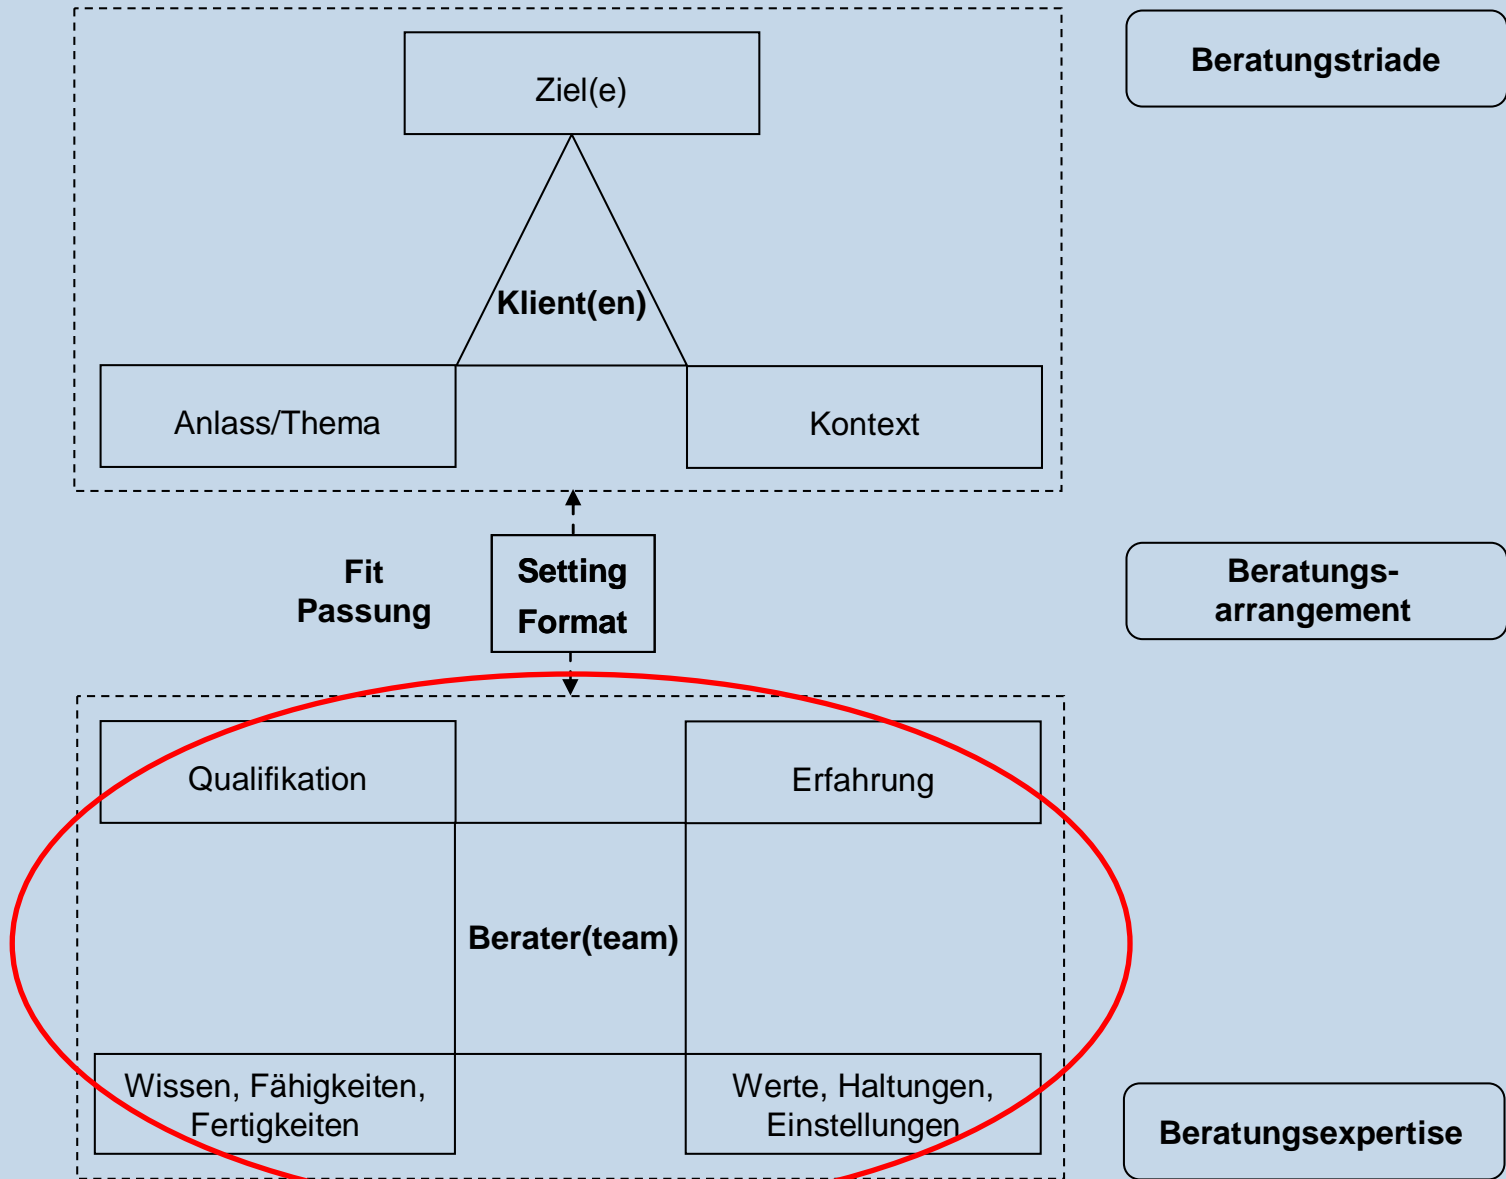 Ziel(e)
Beratungstriade
Klient(en)
Anlass/Thema
Kontext
Fit
Passung
Setting
Format
Beratungs-
arrangement
Qualifikation
Erfahrung
Berater(team)
Wissen, Fähigkeiten,
Fertigkeiten
Werte, Haltungen,
Einstellungen
Beratungsexpertise